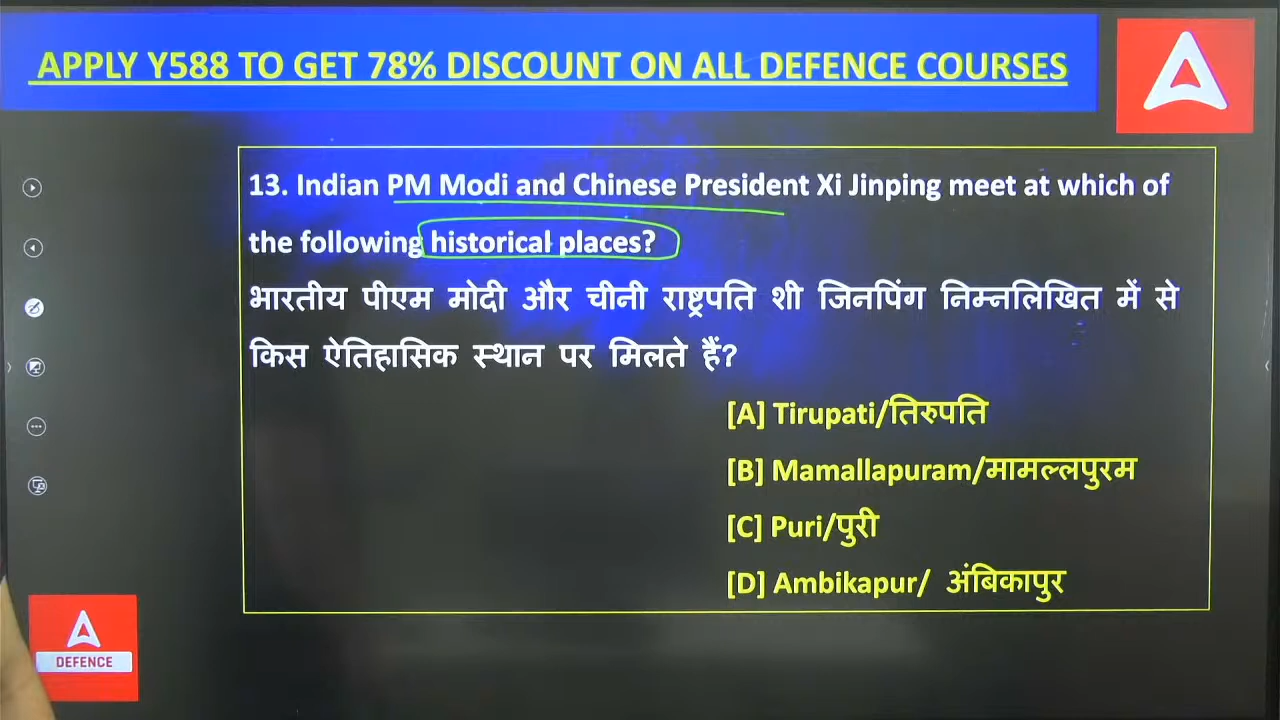 APPLY Y588 TO GET 78% DISCOUNT ON ALL DEFENCE COURSES
13. Indian PM Modi and Chinese President Xi Jinping meet at which of
the following historical places?
भारतीय पीएम मोदी और चीनी राष्ट्रपति शी जिनपिंग निम्नलिखित में से
किस ऐतिहासिक स्थान पर मिलते हैं?
[A] Tirupati/तिरुपति
[B] Mamallapuram/मामल्लपुरम
[C] Puri/पुरी
[D] Ambikapur/ अंबिकापुर
DEFENCE